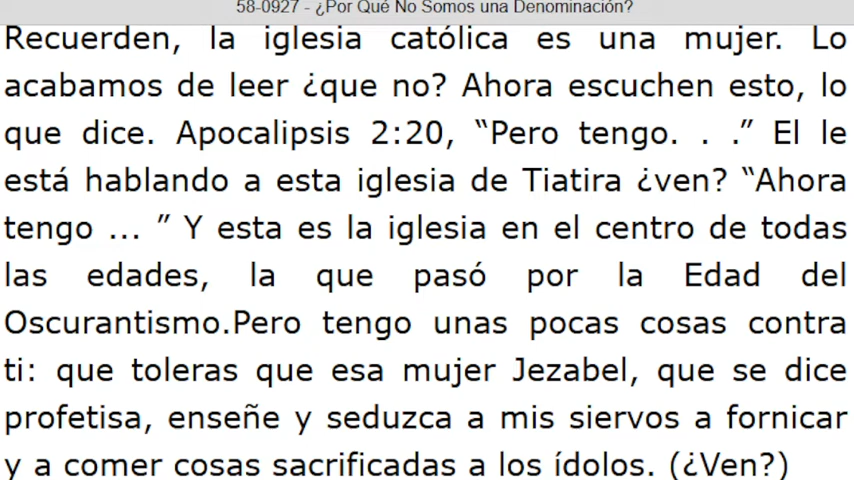 58-0927 - ¿Por Qué No Somos una Denominación?
Recuerden, la iglesia católica es una mujer. Lo
acabamos de leer ¿que no? Ahora escuchen esto, lo
que dice. Apocalipsis 2:20, “Pero tengo. . .” El le
está hablando a esta iglesia de Tiatira ¿ven? “Ahora
tengo ... ” Y esta es la iglesia en el centro de todas
las edades, la que pasó por la Edad del
Oscurantismo.Pero tengo unas pocas cosas contra
ti: que toleras que esa mujer Jezabel, que se dice
profetisa, enseñe y seduzca a mis siervos a fornicar
y a comer cosas sacrificadas a los ídolos. (¿Ven?)